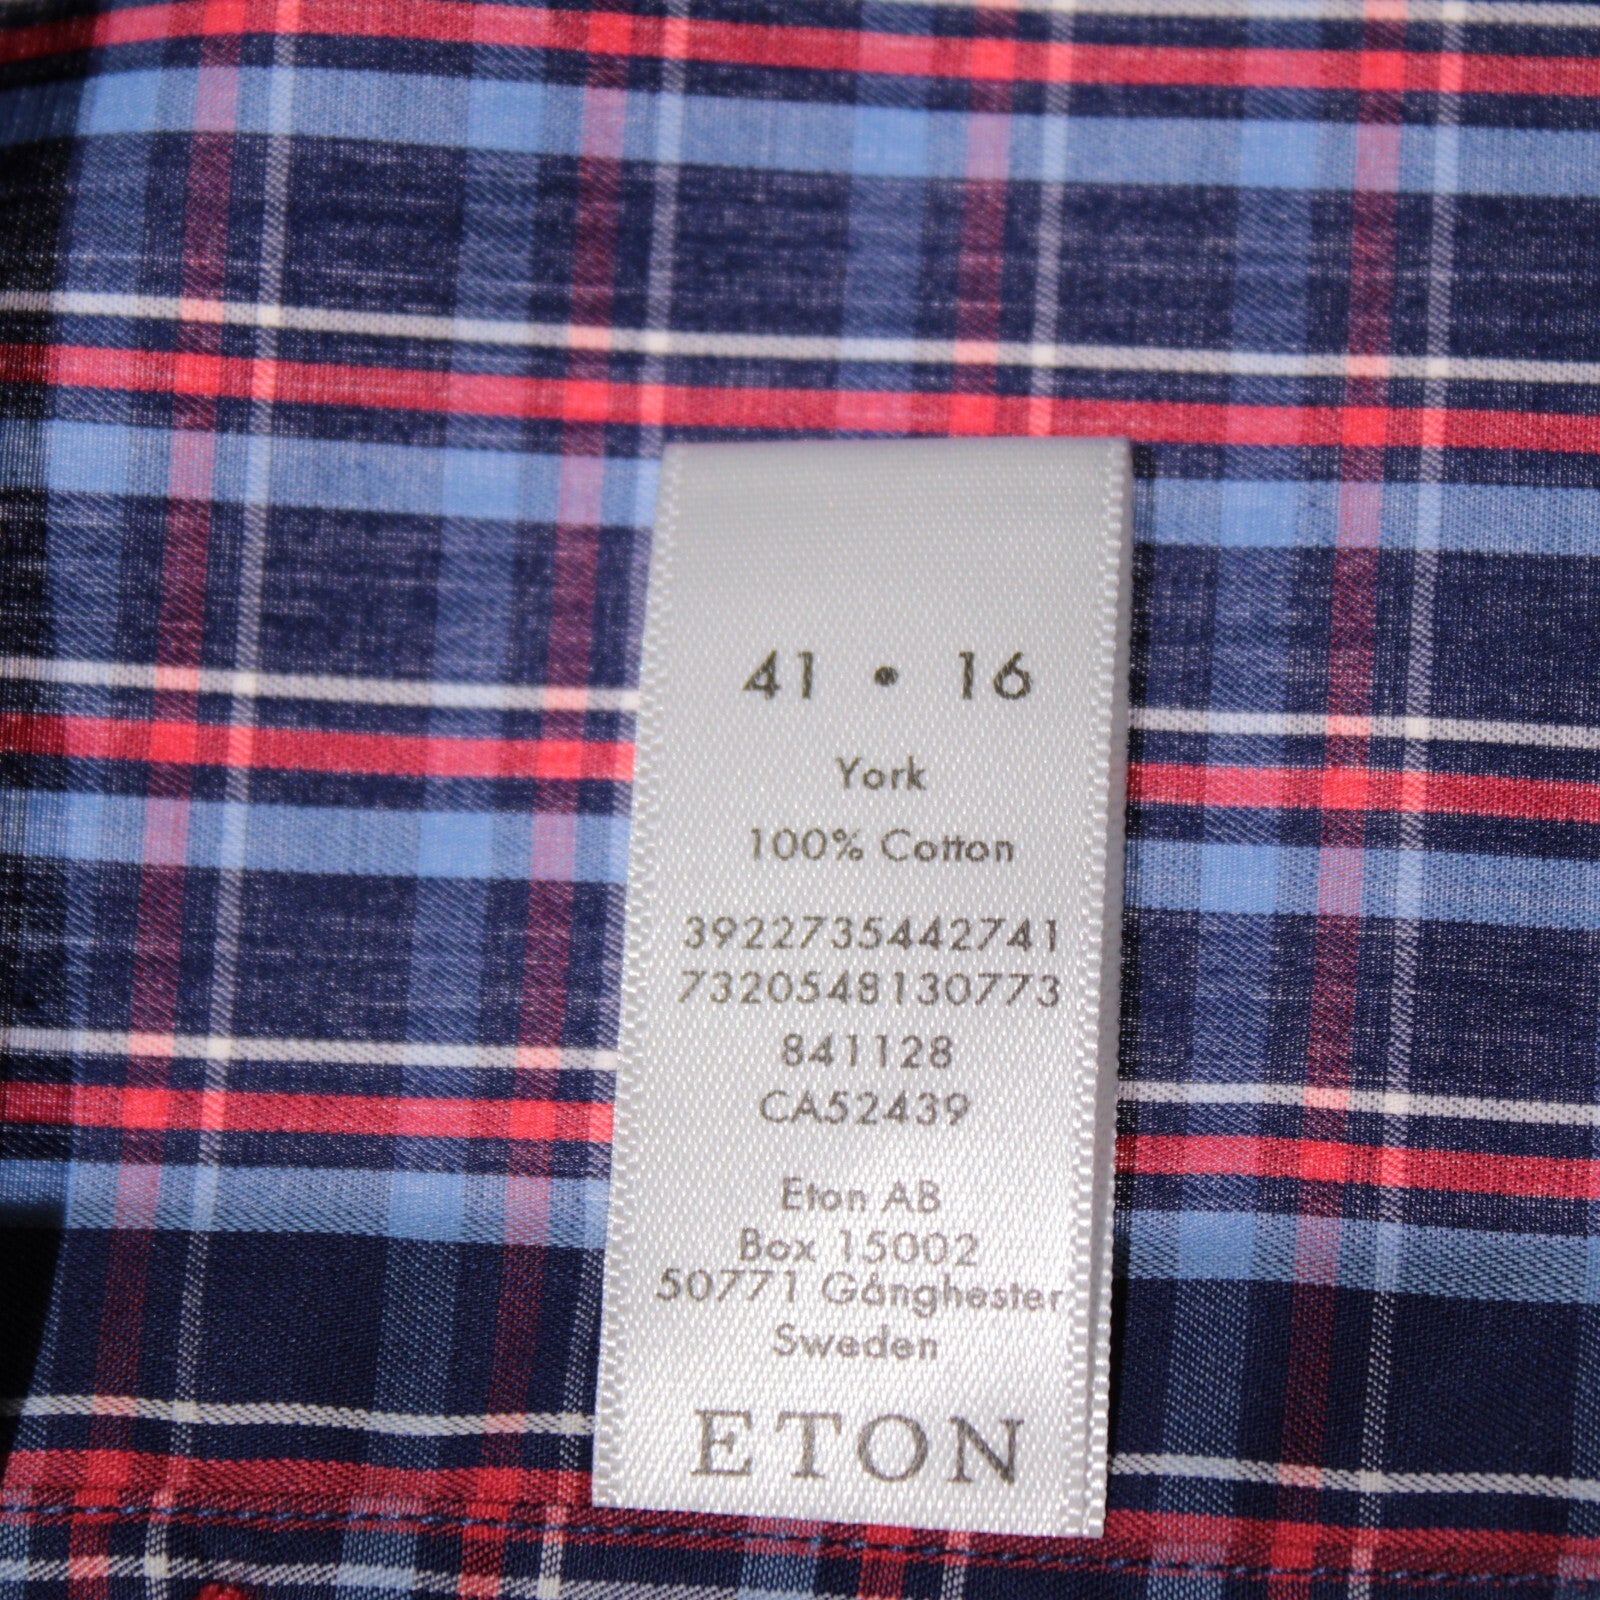 41 • 16
York
100% Cotton
3922735442741
7320548130773
841128
CA52439
Eton AB
Box 15002
50771 Gånghester
Sweden
ETON